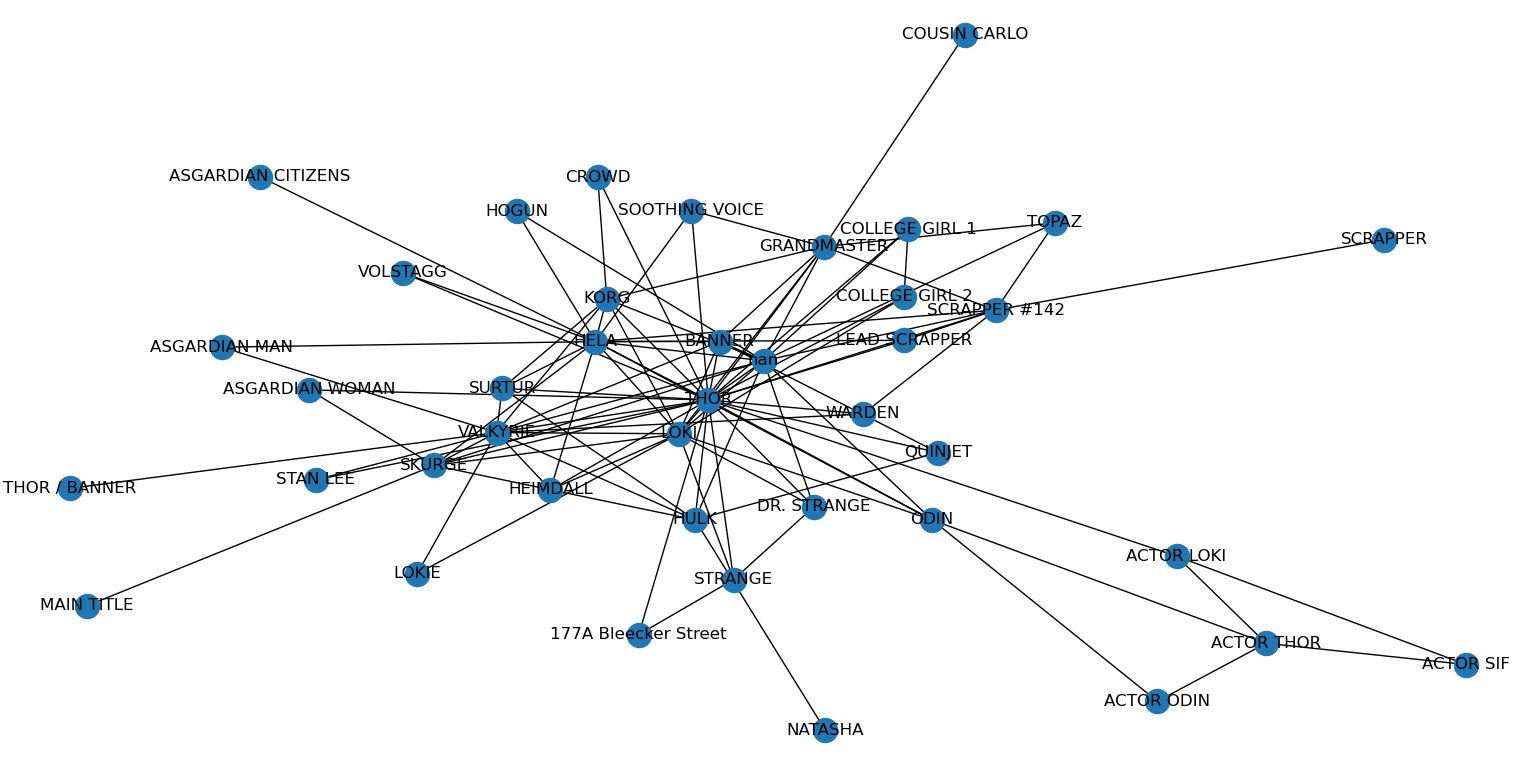 COUSIN CARLO
ASGARDIAN CITIZENS
CROWD
HOGUN
SOOTHING VOICE
COLLEGE GIRL 1
TOPAZ
GRANDMASTER
SCRAPPER
VOLSTAGG
KORG
COLLEGE GIRL 2
SCRAPPER #142
HELA
BANNER
LEAD SCRAPPER
ASGARDIAN MAN
nan
ASGARDIAN WOMAN
SURTUR
THOR
WARDEN
VALKYRIE
LOKI
QUINJET
SKURGE
STAN LEE
THOR / BANNER
HEIMDALL
DR. STRANGE
HULK
ODIN
ACTOR LOKI
LOKIE
STRANGE
MAIN TITLE
177A Bleecker Street
ACTOR THOR
ACTOR SIF
ACTOR ODIN
NATASHA